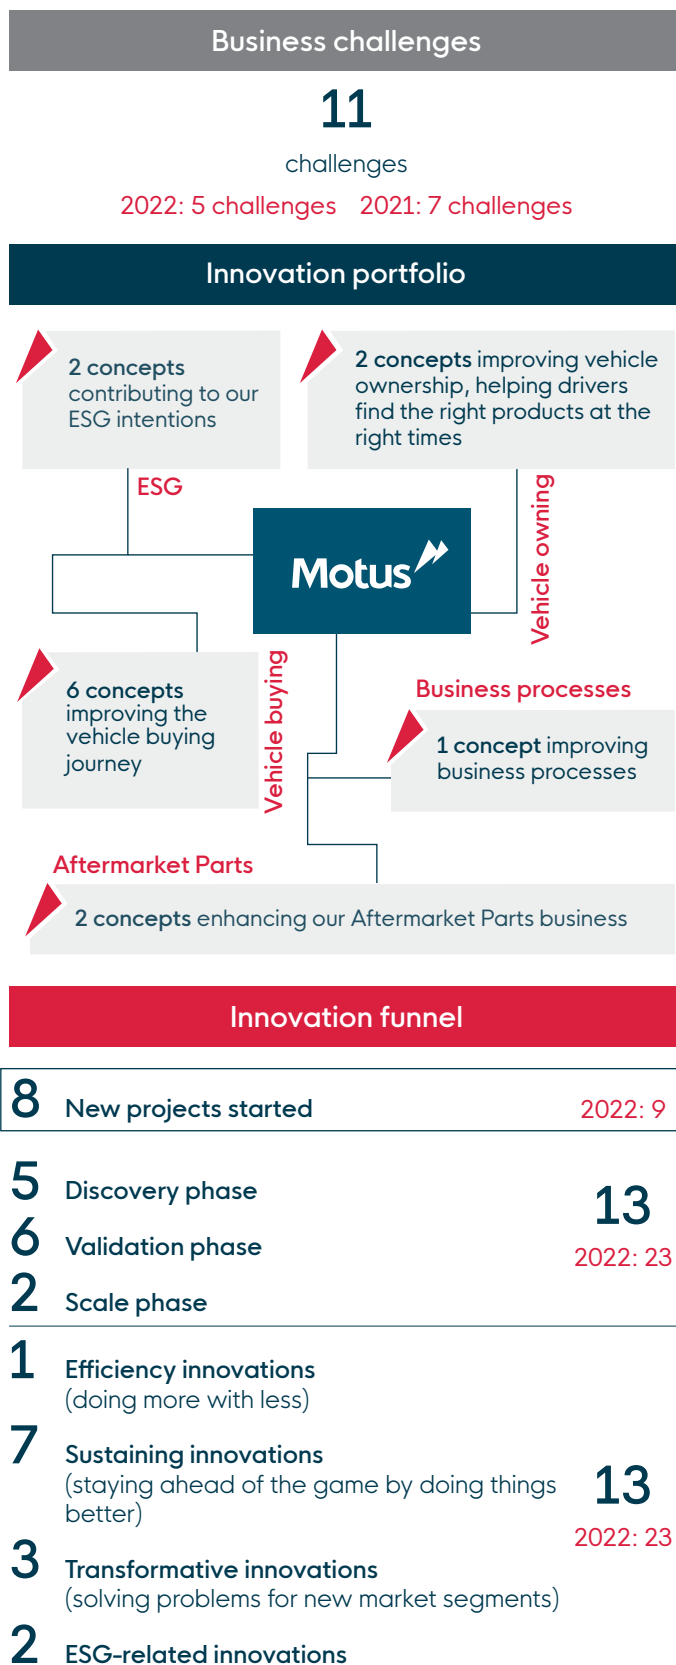 Business challenges
11
challenges
2022: 5 challenges 2021: 7 challenges
Innovation portfolio
2 concepts
contributing to our
ESG intentions
2 concepts improving vehicle
ownership, helping drivers
find the right products at the
right times
ESG
Vehicle owning
Motus
6 concepts
improving the
vehicle buying
journey
Vehicle buying
Business processes
1 concept improving
business processes
Aftermarket Parts
2 concepts enhancing our Aftermarket Parts business
Innovation funnel
8 New projects started 2022: 9
5 Discovery phase
6 Validation phase
2 Scale phase
13
2022: 23
1 Efficiency innovations
(doing more with less)
7 Sustaining innovations
(staying ahead of the game by doing things
better)
3 Transformative innovations
(solving problems for new market segments)
2 ESG-related innovations
13
2022: 23